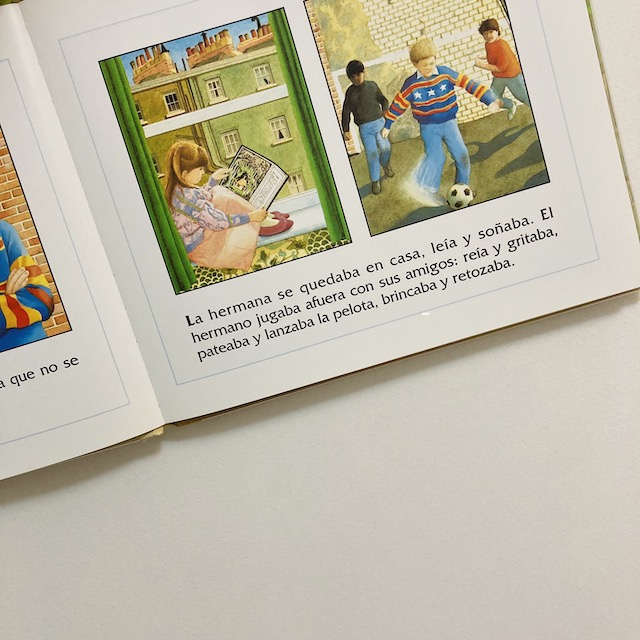 a que no se
La hermana se quedaba en casa, leía y soñaba. El
hermano jugaba afuera con sus amigos: reía y gritaba,
pateaba y lanzaba la pelota, brincaba y retozaba.